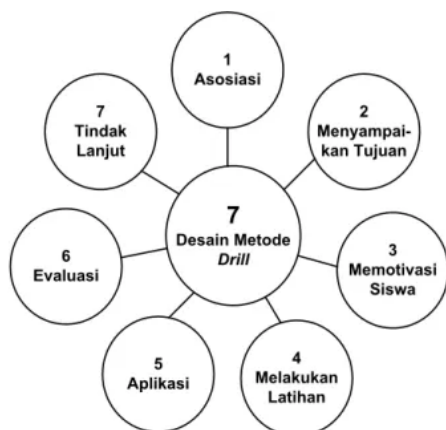 7
Desain Metode
Drill
1
Asosiasi
2
Menyampai-
kan Tujuan
3
Memotivasi
Siswa
4
Melakukan
Latihan
5
Aplikasi
6
Evaluasi
7
Tindak
Lanjut